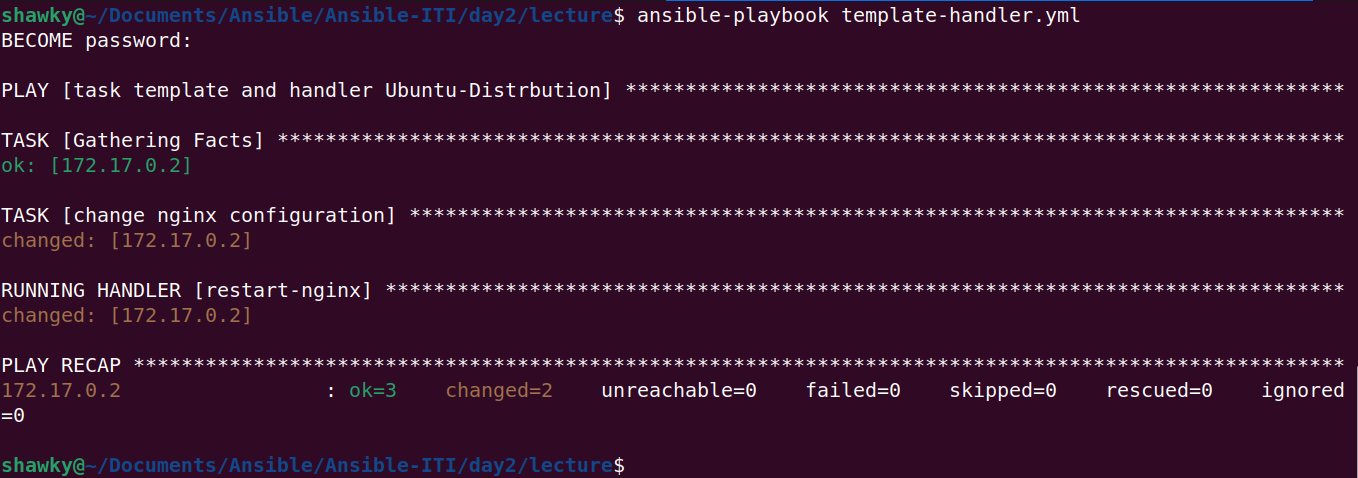 shawky@~/Documents/Ansible/Ansible-ITI/day2/lecture$ ansible-playbook template-handler.yml
BECOME password:
PLAY [task template and handler Ubuntu-Distrbution] ************************************************************
TASK [Gathering Facts] *****************************************************************************************
ok: [172.17.0.2]
TASK [change nginx configuration] ******************************************************************************
changed: [172.17.0.2]
RUNNING HANDLER [restart-nginx] ********************************************************************************
changed: [172.17.0.2]
PLAY RECAP *****************************************************************************************************
172.17.0.2                 : ok=3    changed=2    unreachable=0    failed=0    skipped=0    rescued=0    ignored
=0
shawky@~/Documents/Ansible/Ansible-ITI/day2/lecture$